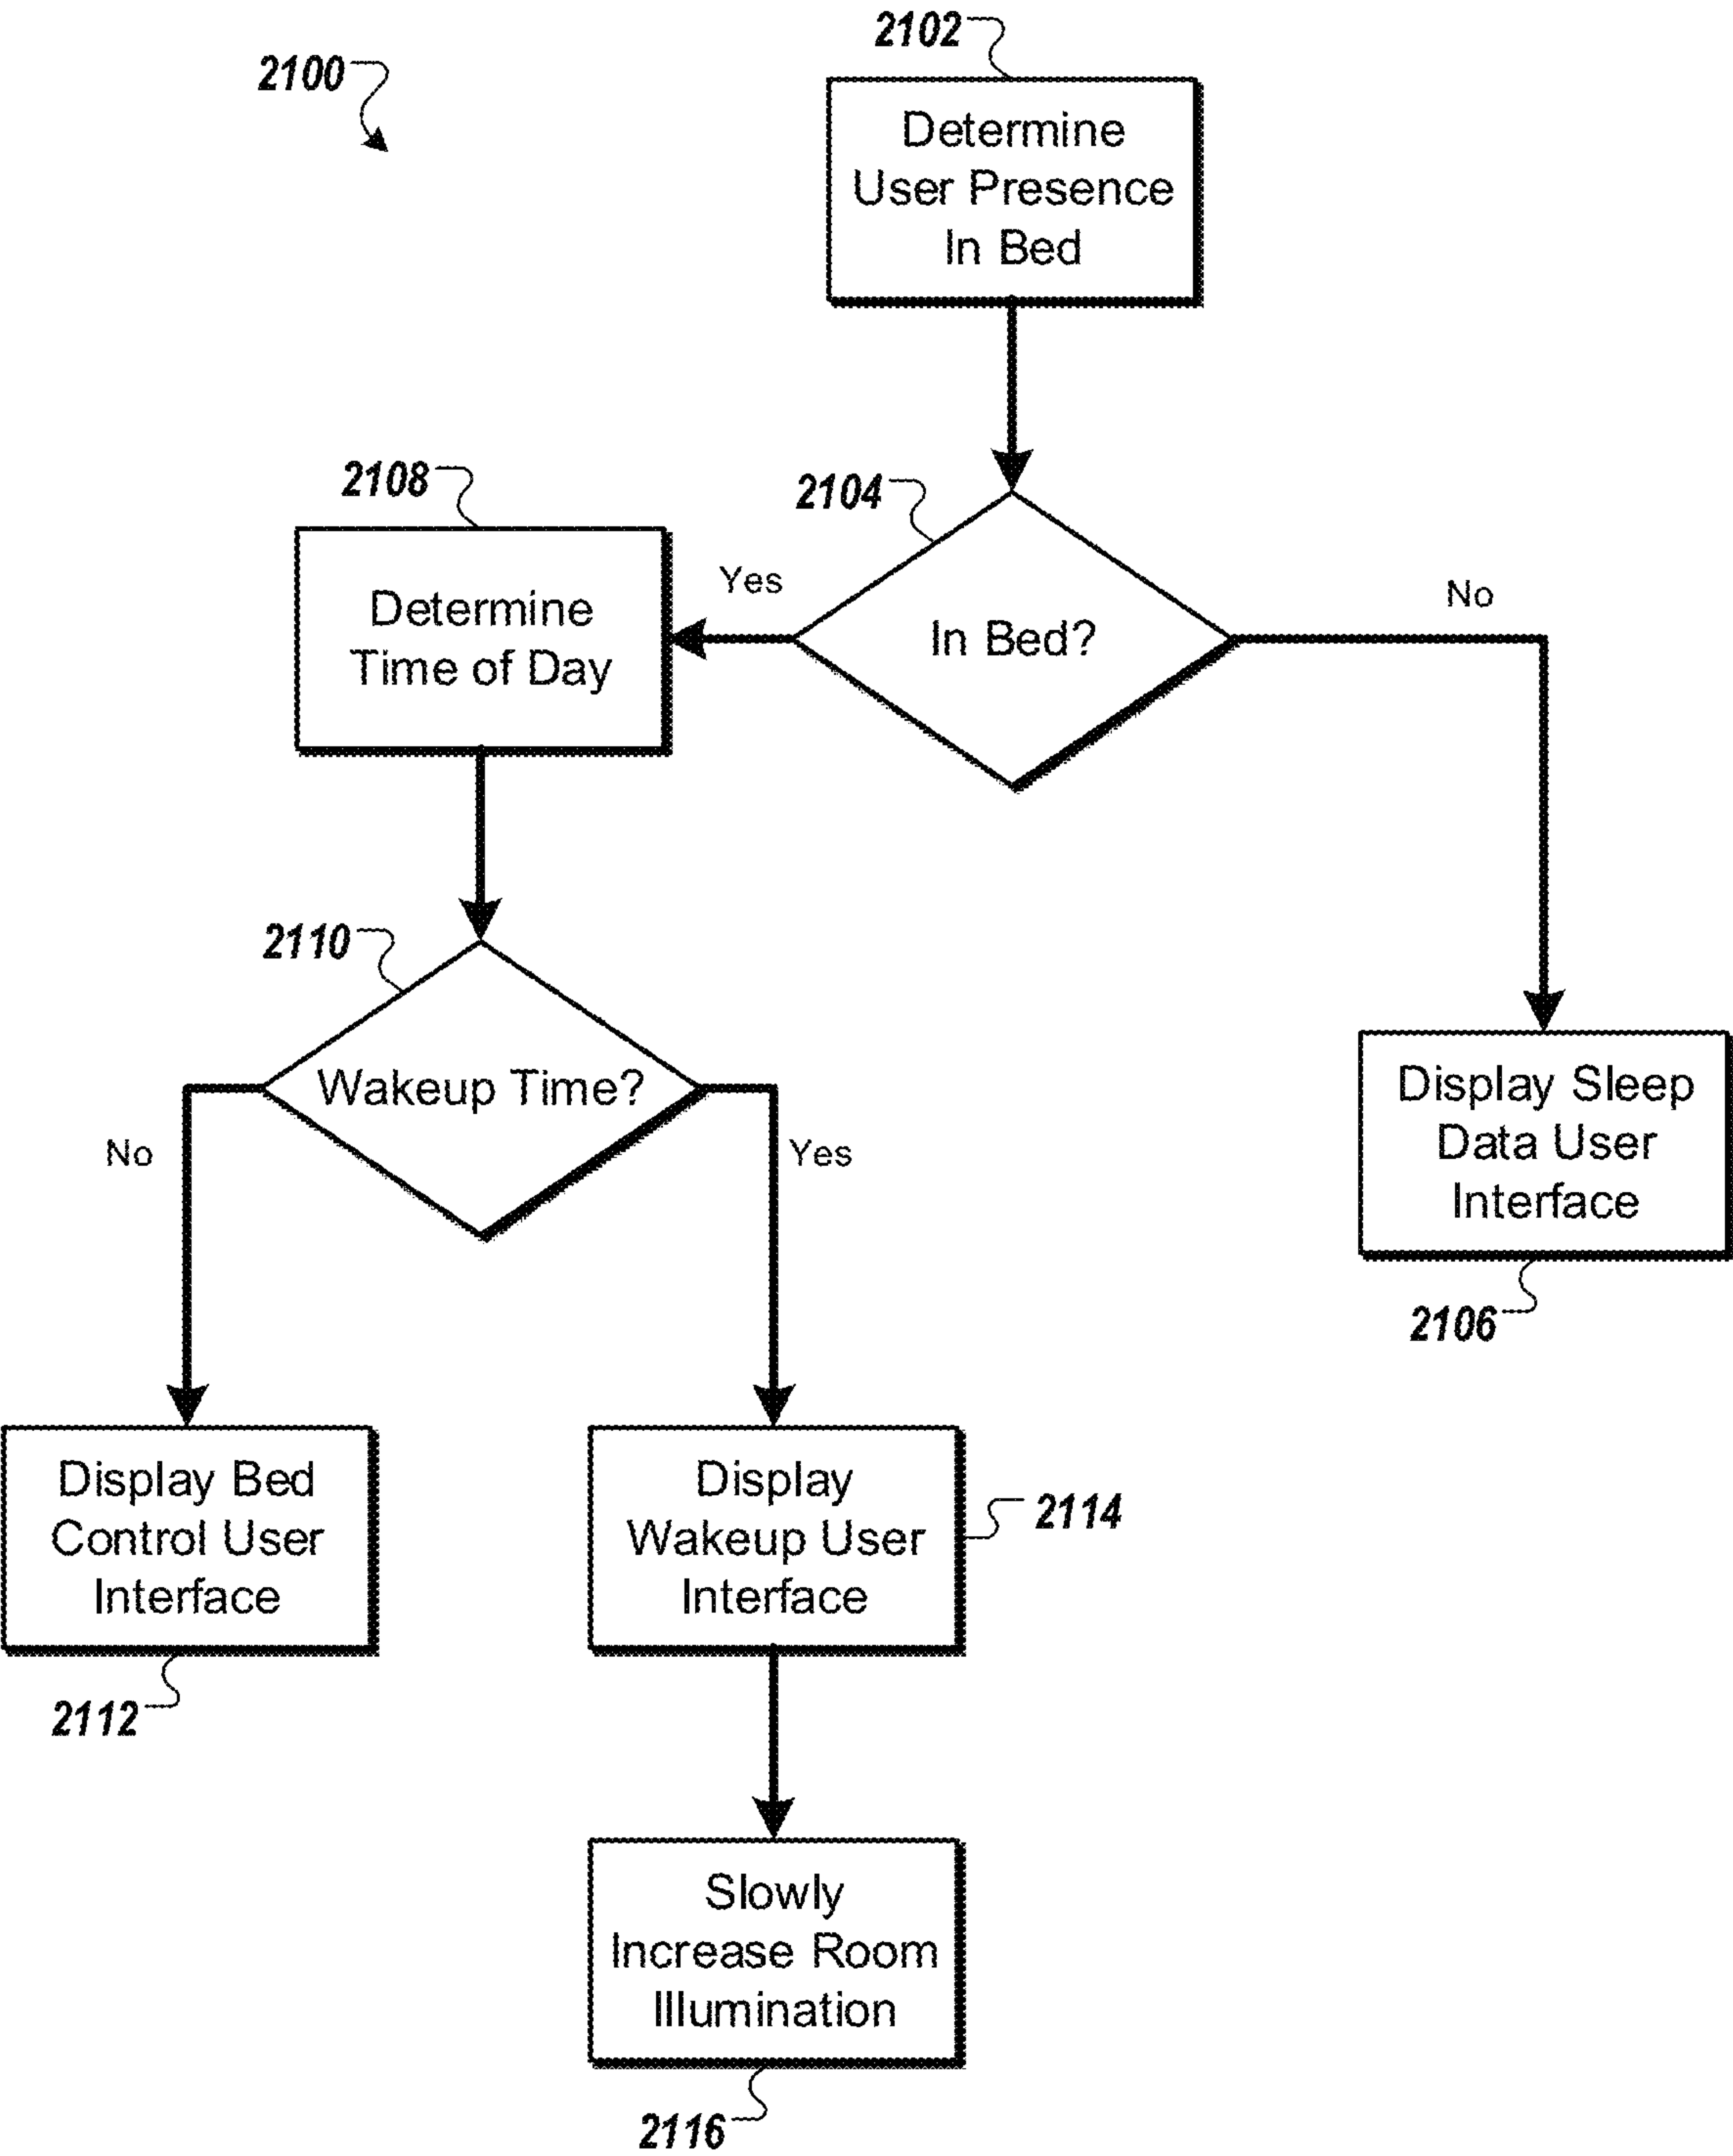 2100
2102
Determine
User Presence
In Bed
2108
2104
Determine
Time of Day
Yes
In Bed?
No
2110
Wakeup Time?
No
Yes
Display Sleep
Data User
Interface
2106
Display Bed
Control User
Interface
2112
Display
Wakeup User
Interface
2114
Slowly
Increase Room
Illumination
2116